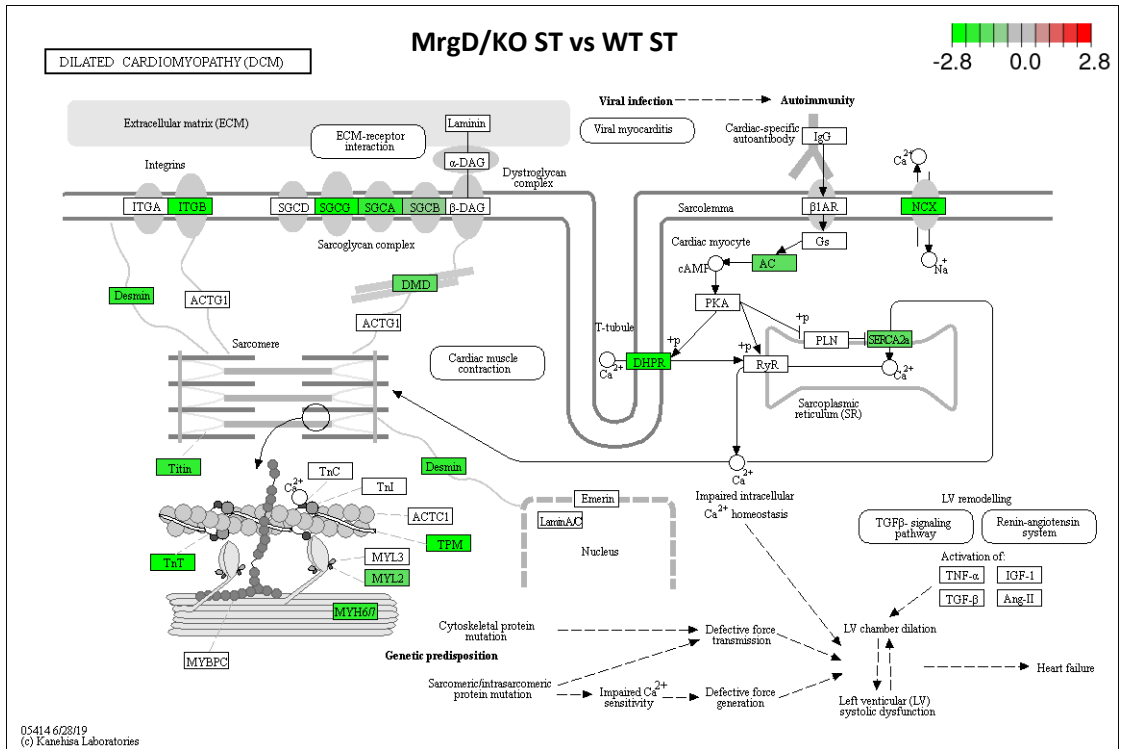 MrgD/KO ST vs WT ST
-2.8 0.0 2.8
DILATED CARDIOMYOPATHY (DCM)
Viral infection
Autoimmunity
Extracellular matrix (ECM)
ECM-receptor
interaction
Laminin
Viral myocarditis
Cardiac-specific
autoantibody
IgG
Ca2+
α-DAG
Integrins
Dystroglycan
complex
ITGA
ITGB
SGCD
SGCG
SGCA
SGCB
β-DAG
Sarcolemma
β1AR
NCX
Sarcoglycan complex
Cardiac myocyte
Gs
Na+
cAMP
AC
DMD
Desmin
ACTG1
PKA
ACTG1
T-tubule
+p
+p
+p
PLN
SERCA2a
Sarcomere
Cardiac muscle
contraction
Ca2+
DHPR
RyR
Ca2+
Sarcoplasmic
reticulum (SR)
Titin
Desmin
Ca2+
TnC
TnI
Ca2+
Impaired intracellular
Ca2+ homeostasis
Emerin
LaminA/C
Nucleus
ACTC1
TPM
TnT
MYL3
MYL2
MYH6/7
MYBPC
LV remodelling
TGFβ- signaling
pathway
Renin-angiotensin
system
Activation of:
TNF-α
IGF-1
TGF-β
Ang-II
Cytoskeletal protein
mutation
Defective force
transmission
LV chamber dilation
Genetic predisposition
Heart failure
Sarcomeric/intrasarcomeric
protein mutation
Impaired Ca2+
sensitivity
Defective force
generation
Left ventricular (LV)
systolic dysfunction
05414 6/28/19
(c) Kanehisa Laboratories